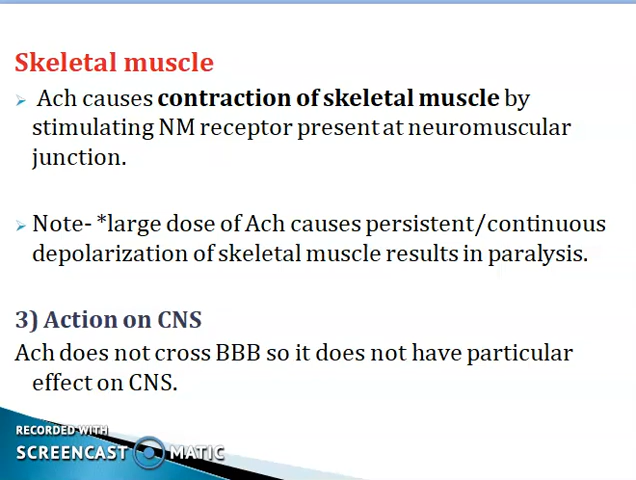 Skeletal muscle
➢ Ach causes contraction of skeletal muscle by
stimulating NM receptor present at neuromuscular
junction.
➢ Note- *large dose of Ach causes persistent/continuous
depolarization of skeletal muscle results in paralysis.
3) Action on CNS
Ach does not cross BBB so it does not have particular
effect on CNS.
RECORDED WITH
SCREENCAST MATIC